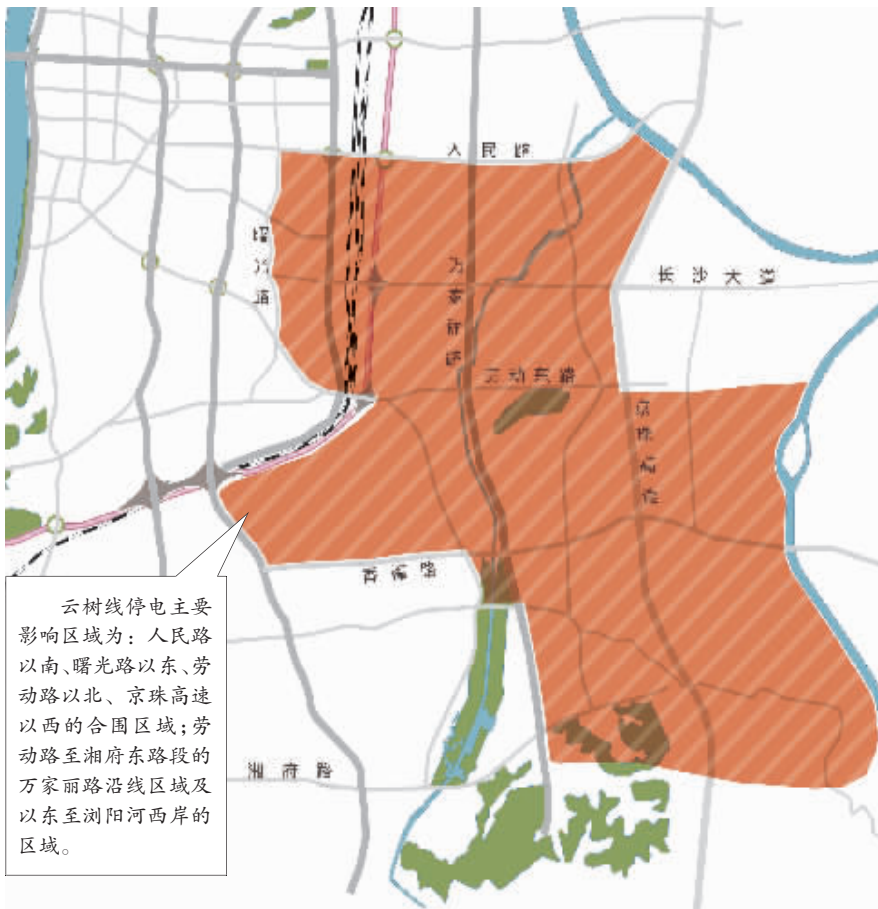 人民路
曙光路
万家丽路
长沙大道
劳动东路
京珠高速
香樟路
湘府路
云树线停电主要
影响区域为：人民路
以南、曙光路以东、劳
动路以北、京珠高速
以西的合围区域；劳
动路至湘府东路段的
万家丽路沿线区域及
以东至浏阳河西岸的
区域。